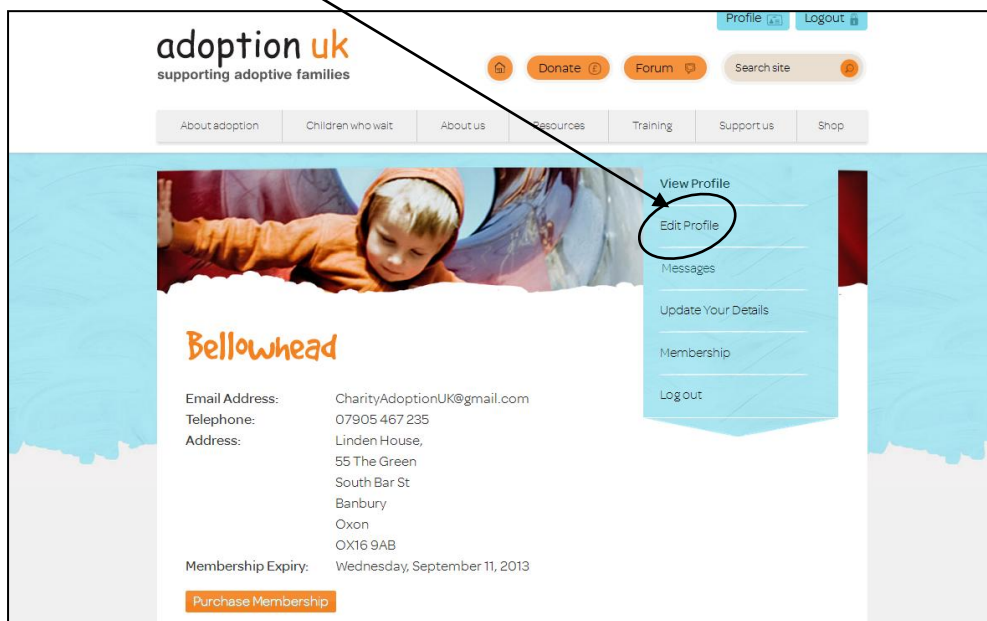 Profile Logout
adoption uk
supporting adoptive families
Donate £ Forum Search site
About adoption Children who wait About us Resources Training Support us Shop
View Profile
Edit Profile
Messages
Update Your Details
Membership
Log out
Bellowhead
Email Address: CharityAdoptionUK@gmail.com
Telephone: 07905 467 235
Address: Linden House,
55 The Green
South Bar St
Banbury
Oxon
OX16 9AB
Membership Expiry: Wednesday, September 11, 2013
Purchase Membership